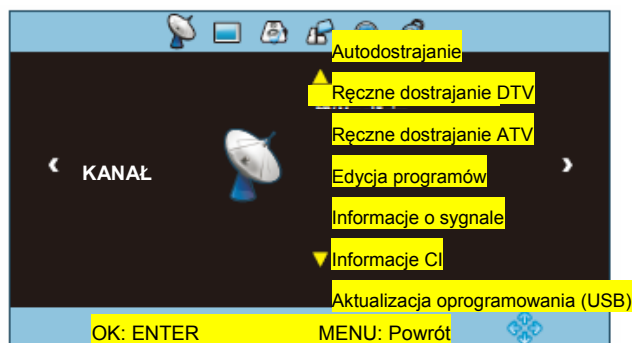 Autodostrajanie
Ręczne dostrajanie DTV
Ręczne dostrajanie ATV
KANAŁ
Edycja programów
Informacje o sygnale
Informacje CI
Aktualizacja oprogramowania (USB)
OK: ENTER MENU: Powrót